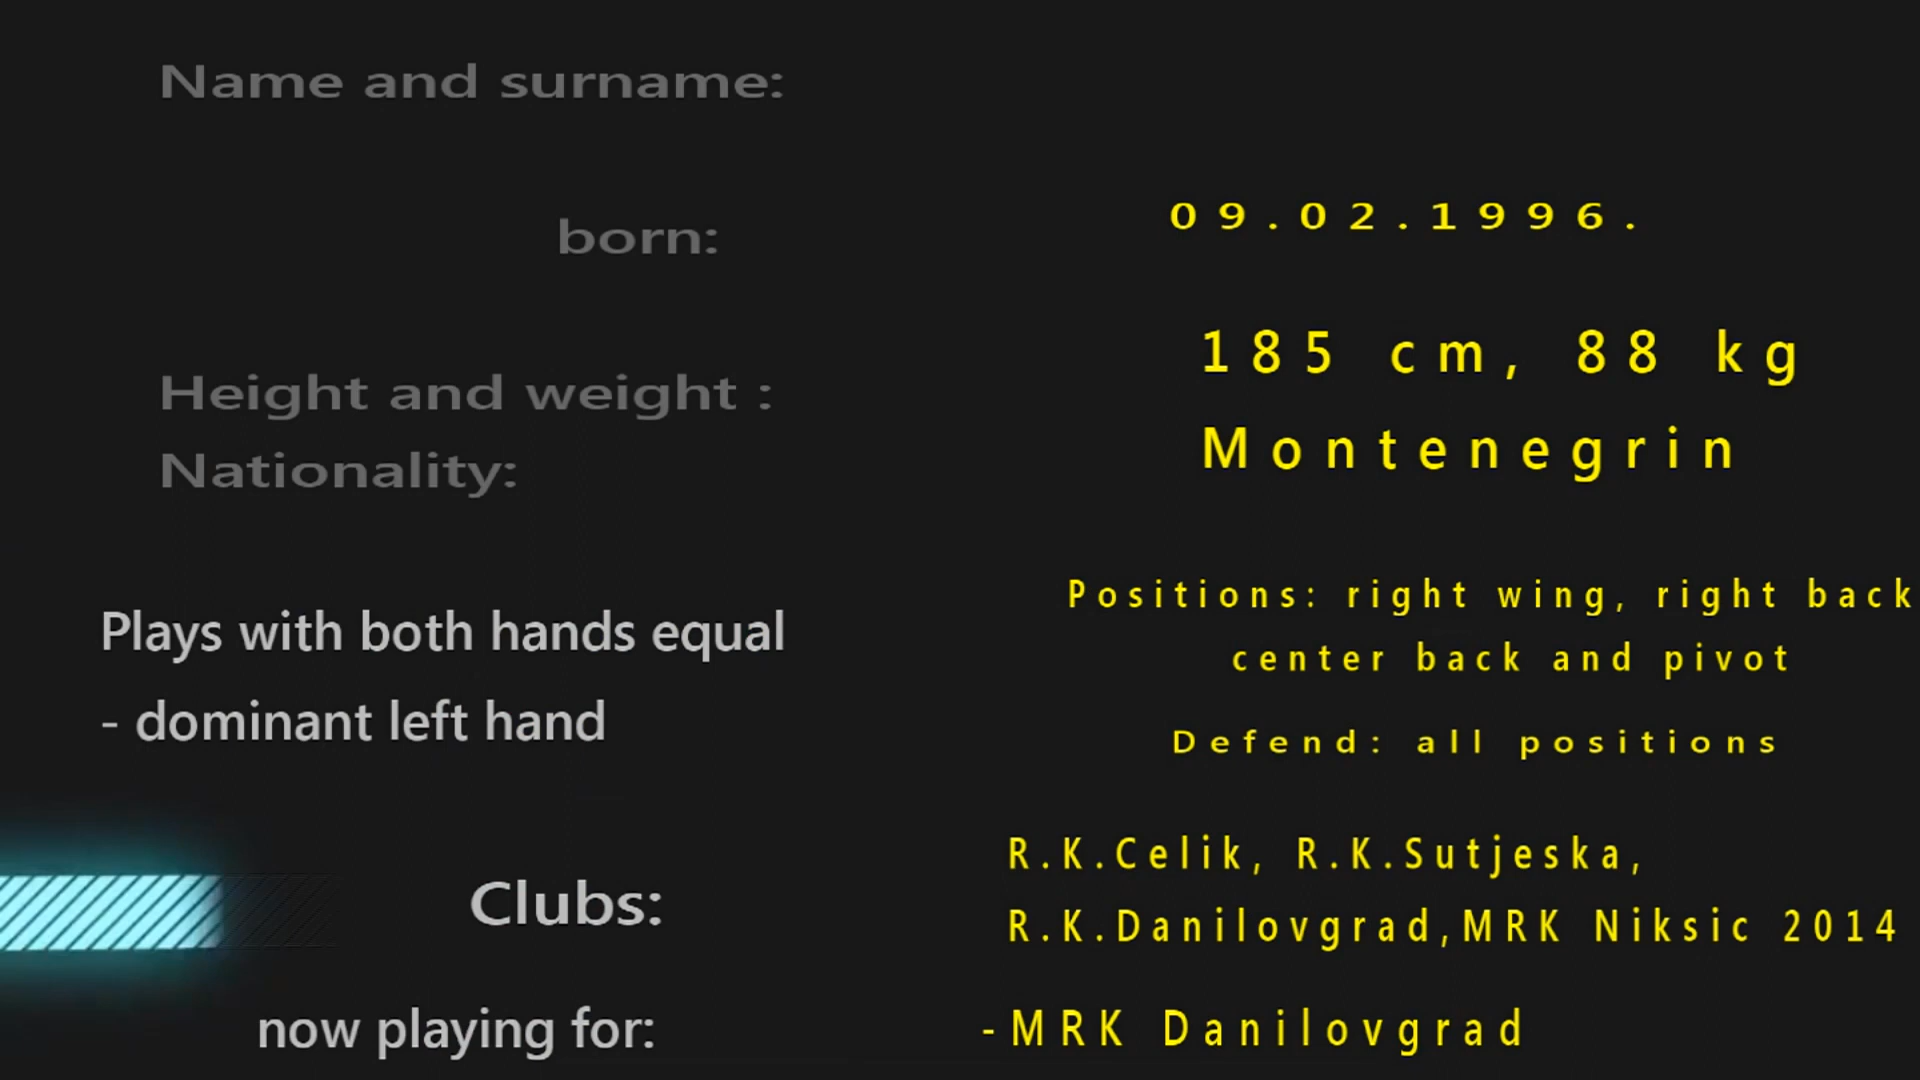 Name and surname:
born:
09.02.1996.
Height and weight :
185 cm, 88 kg
Nationality:
Montenegrin
Plays with both hands equal
- dominant left hand
Positions: right wing, right back
center back and pivot
Defend: all positions
Clubs:
R.K.Celik, R.K.Sutjeska,
R.K.Danilovgrad,MRK Niksic 2014
now playing for:
-MRK Danilovgrad